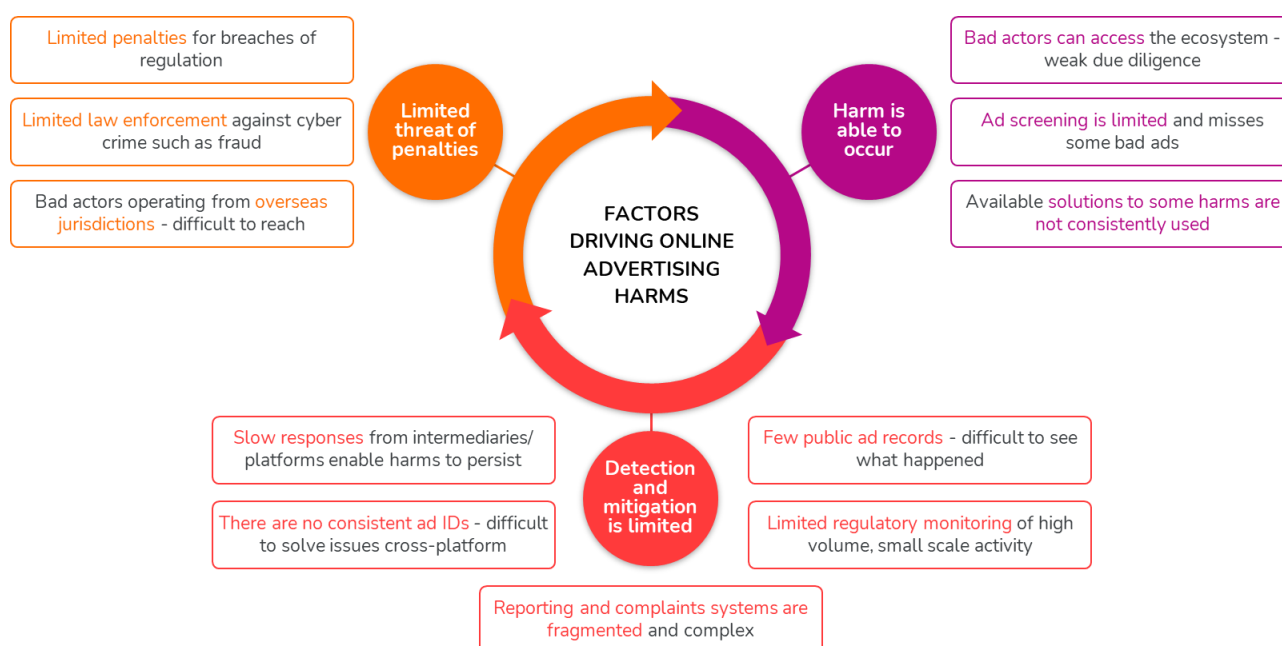 Limited penalties for breaches of
regulation
Limited law enforcement against cyber
crime such as fraud
Bad actors operating from overseas
jurisdictions - difficult to reach
Limited
threat of
penalties
FACTORS
DRIVING ONLINE
ADVERTISING
HARMS
Harm is
able to
occur
Bad actors can access the ecosystem -
weak due diligence
Ad screening is limited and misses
some bad ads
Available solutions to some harms are
not consistently used
Slow responses from intermediaries/
platforms enable harms to persist
There are no consistent ad IDs - difficult
to solve issues cross-platform
Detection
and
mitigation
is limited
Few public ad records - difficult to see
what happened
Limited regulatory monitoring of high
volume, small scale activity
Reporting and complaints systems are
fragmented and complex